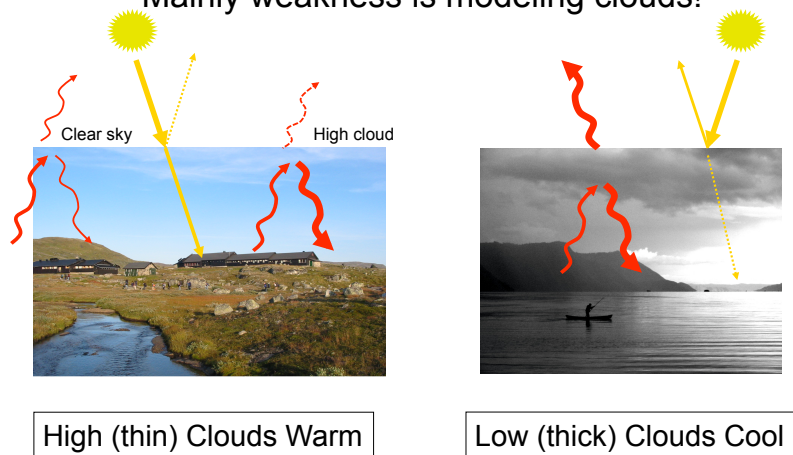 Mainly weakness is modeling clouds!
Clear sky
High cloud
High (thin) Clouds Warm
Low (thick) Clouds Cool